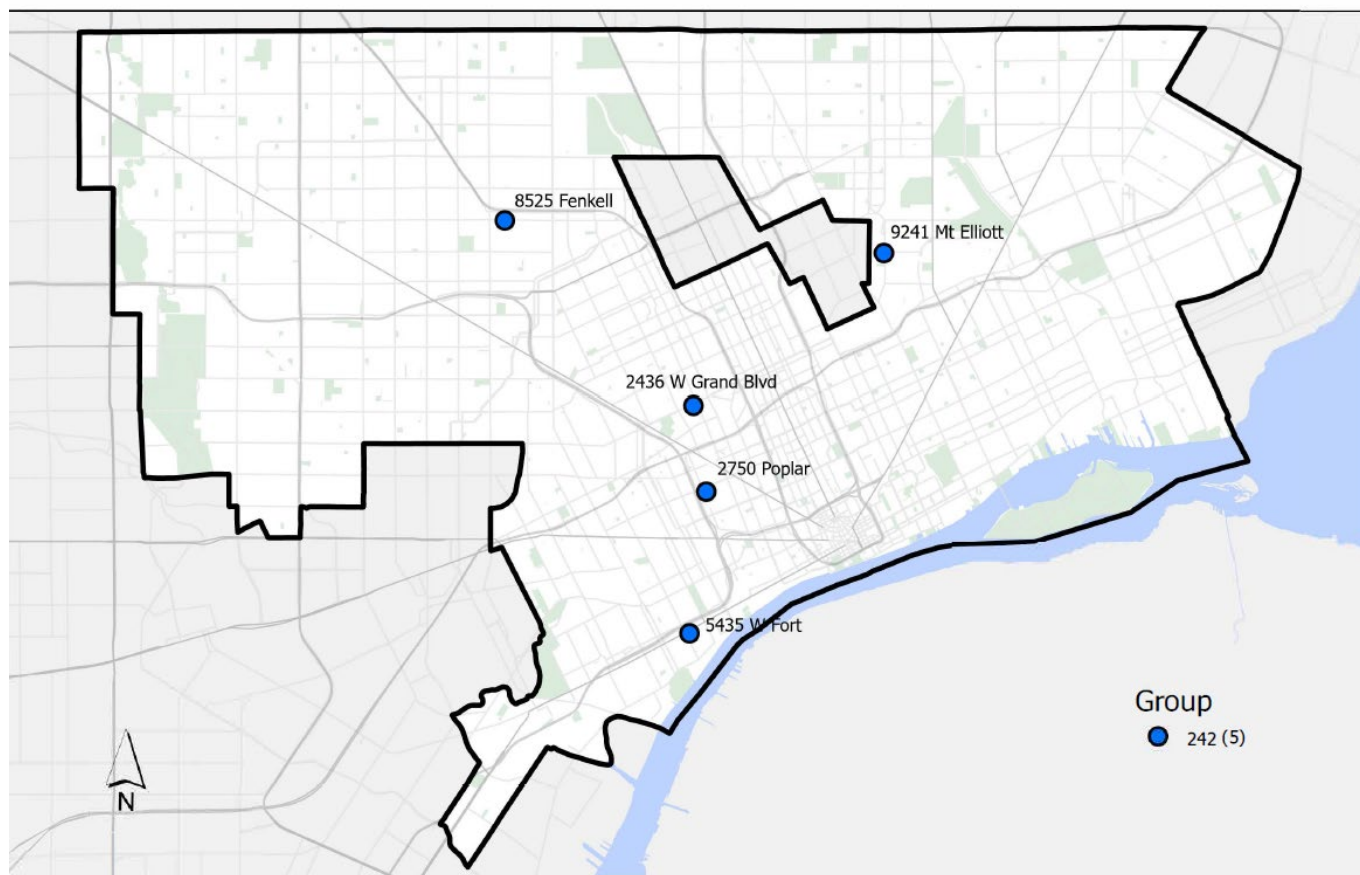 8525 Fenkell
9241 Mt Elliott
2436 W Grand Blvd
2750 Poplar
5435 W Fort
Group
242 (5)
N